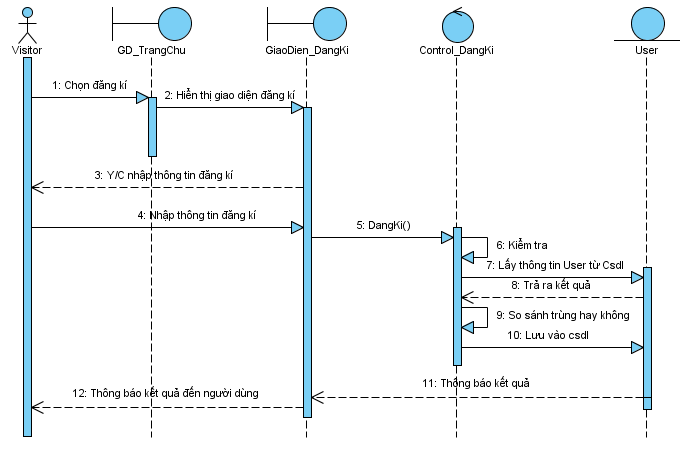 Visitor
GD_TrangChu
GiaoDien_DangKi
Control_DangKi
User
1: Chọn đăng kí
2: Hiển thị giao diện đăng kí
3: Y/C nhập thông tin đăng kí
4: Nhập thông tin đăng kí
5: DangKi()
6: Kiểm tra
7: Lấy thông tin User từ Csdl
8: Trả ra kết quả
9: So sánh trùng hay không
10: Lưu vào csdl
11: Thông báo kết quả
12: Thông báo kết quả đến người dùng